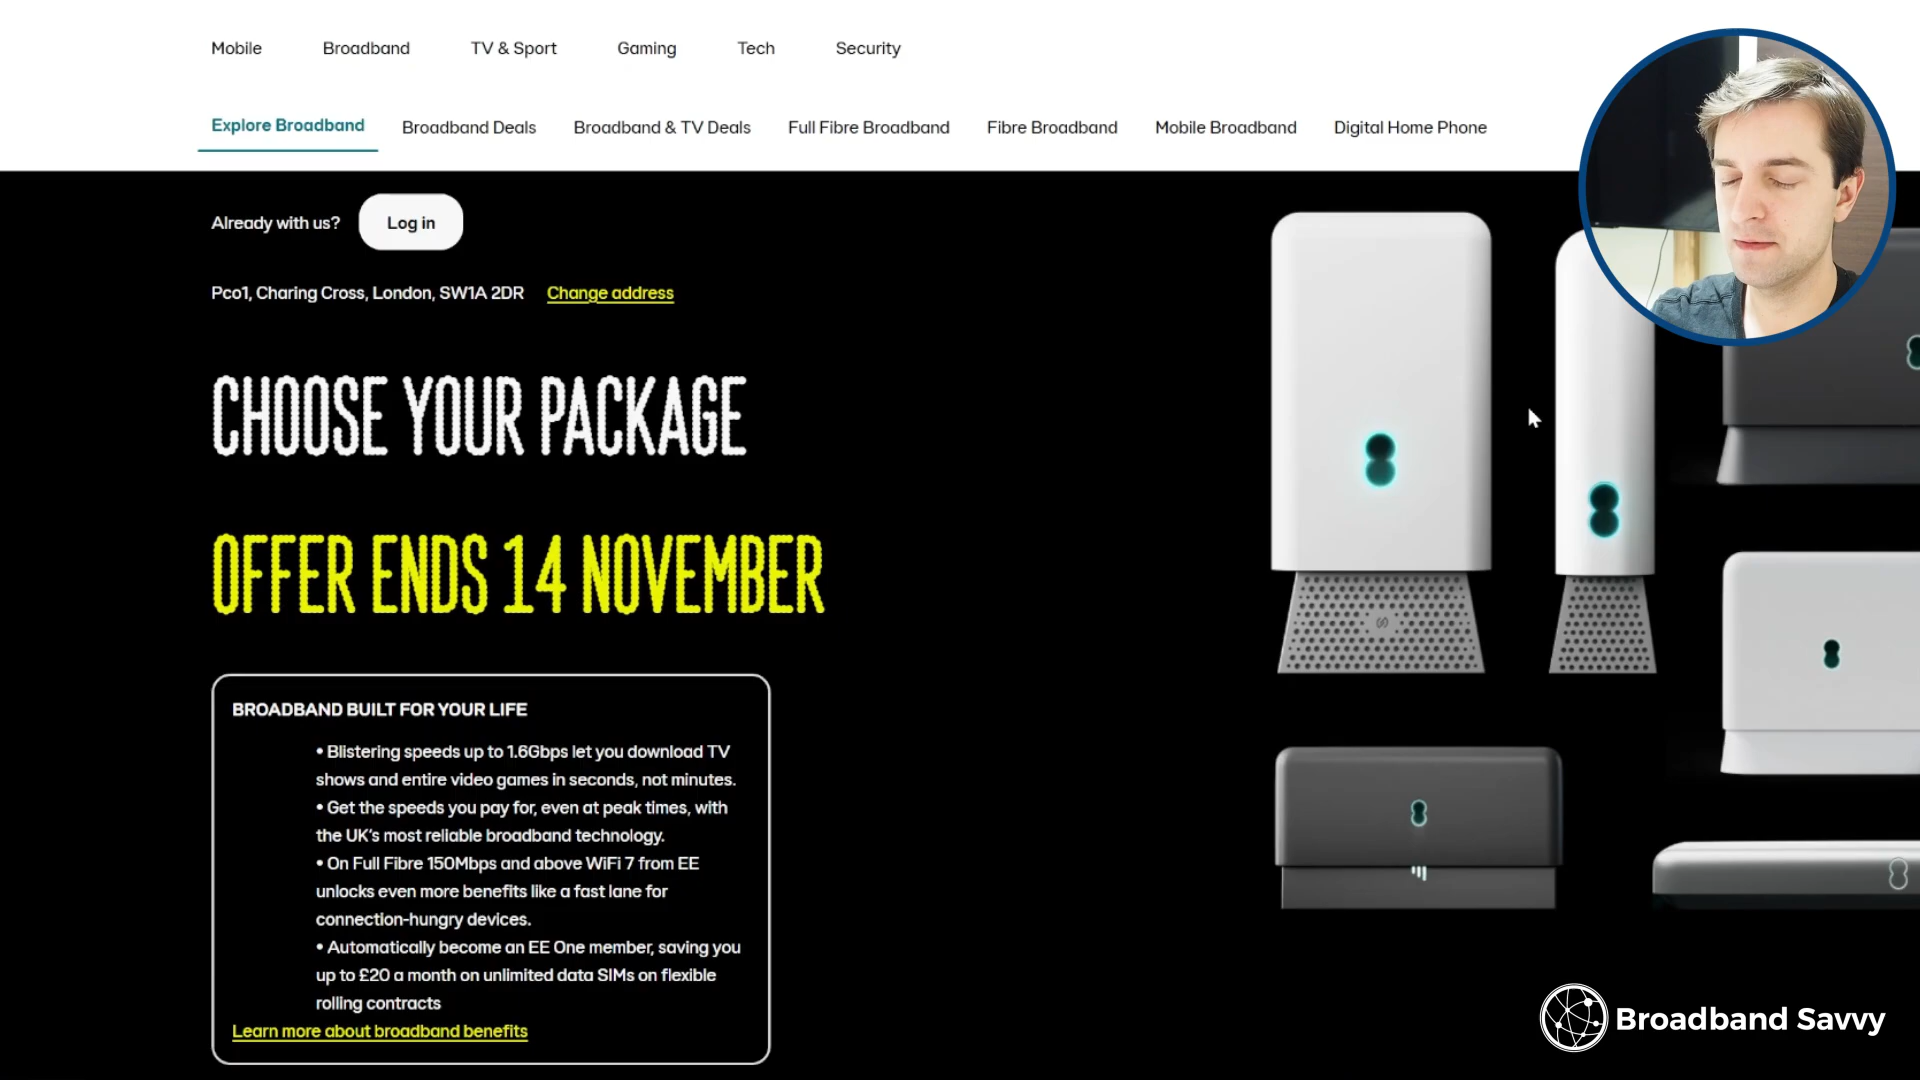 Mobile Broadband TV & Sport Gaming Tech Security
Explore Broadband Broadband Deals Broadband & TV Deals Full Fibre Broadband Fibre Broadband Mobile Broadband Digital Home Phone
Already with us? Log in
Pco1, Charing Cross, London, SW1A 2DR Change address
CHOOSE YOUR PACKAGE
OFFER ENDS 14 NOVEMBER
BROADBAND BUILT FOR YOUR LIFE
• Blistering speeds up to 1.6Gbps let you download TV
shows and entire video games in seconds, not minutes.
• Get the speeds you pay for, even at peak times, with
the UK's most reliable broadband technology.
• On Full Fibre 150Mbps and above WiFi 7 from EE
unlocks even more benefits like a fast lane for
connection-hungry devices.
• Automatically become an EE One member, saving you
up to £20 a month on unlimited data SIMs on flexible
rolling contracts
Learn more about broadband benefits
Broadband Savvy